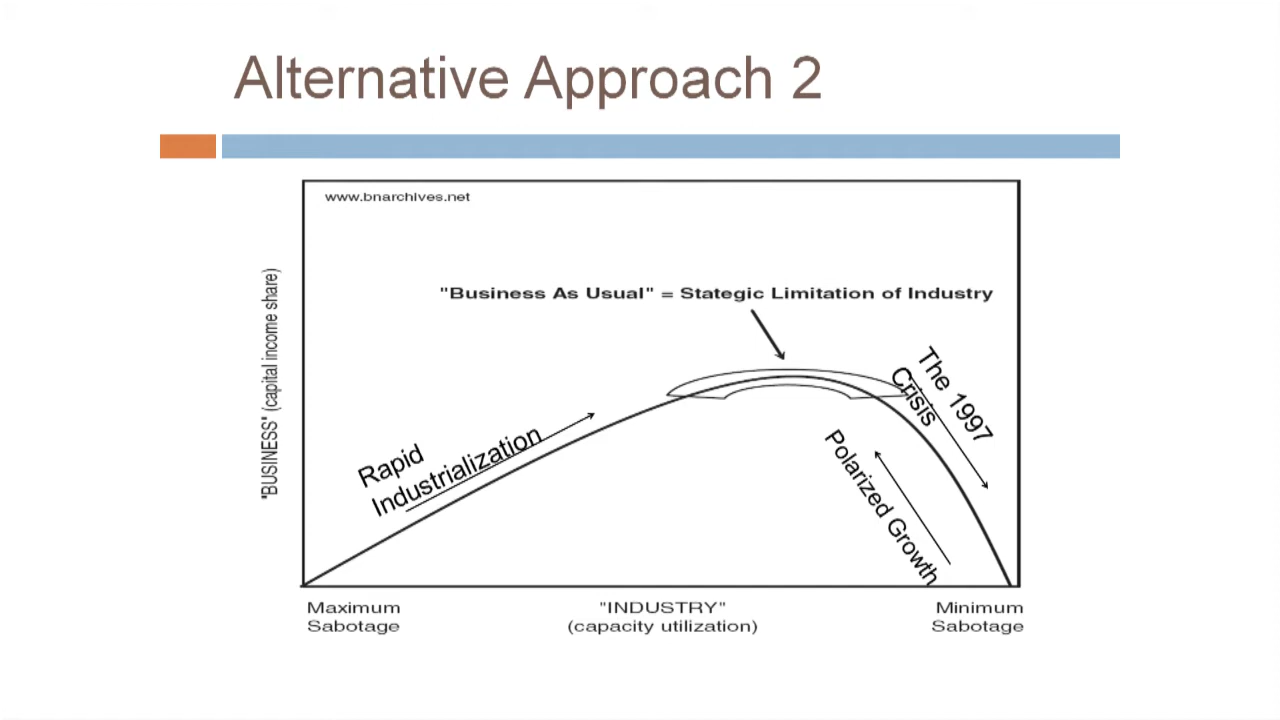 Alternative Approach 2
www.bnarchives.net
"Business As Usual" = Stategic Limitation of Industry
"BUSINESS" (capital income share)
Rapid
Industrialization
The 1997
Crisis
Polarized Growth
Maximum
Sabotage
"INDUSTRY"
(capacity utilization)
Minimum
Sabotage